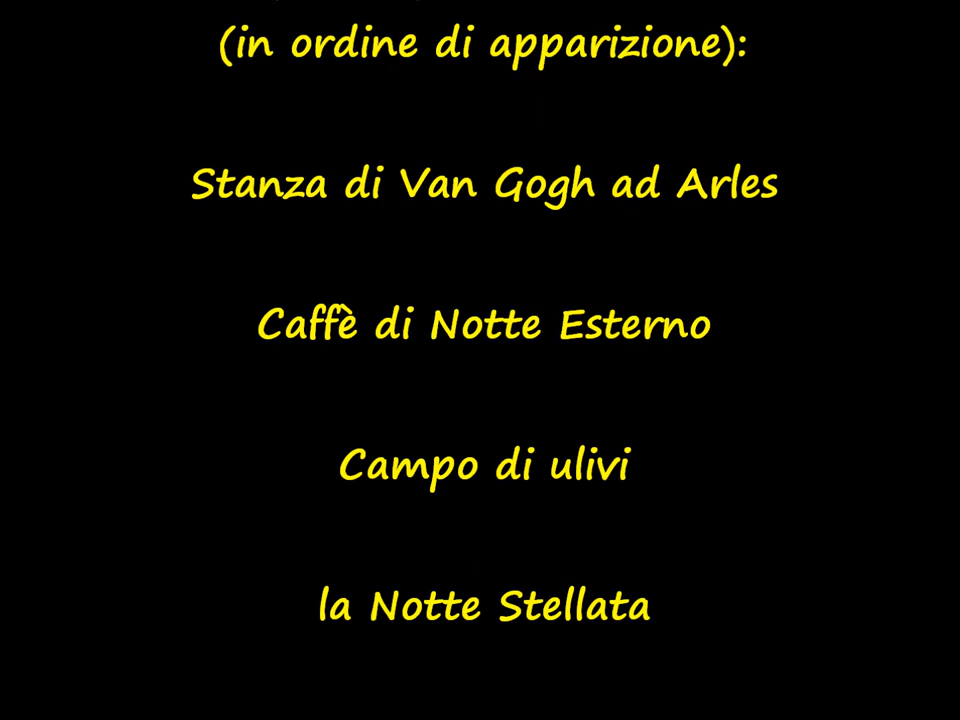 (in ordine di apparizione):
Stanza di Van Gogh ad Arles
Caffè di Notte Esterno
Campo di ulivi
la Notte Stellata